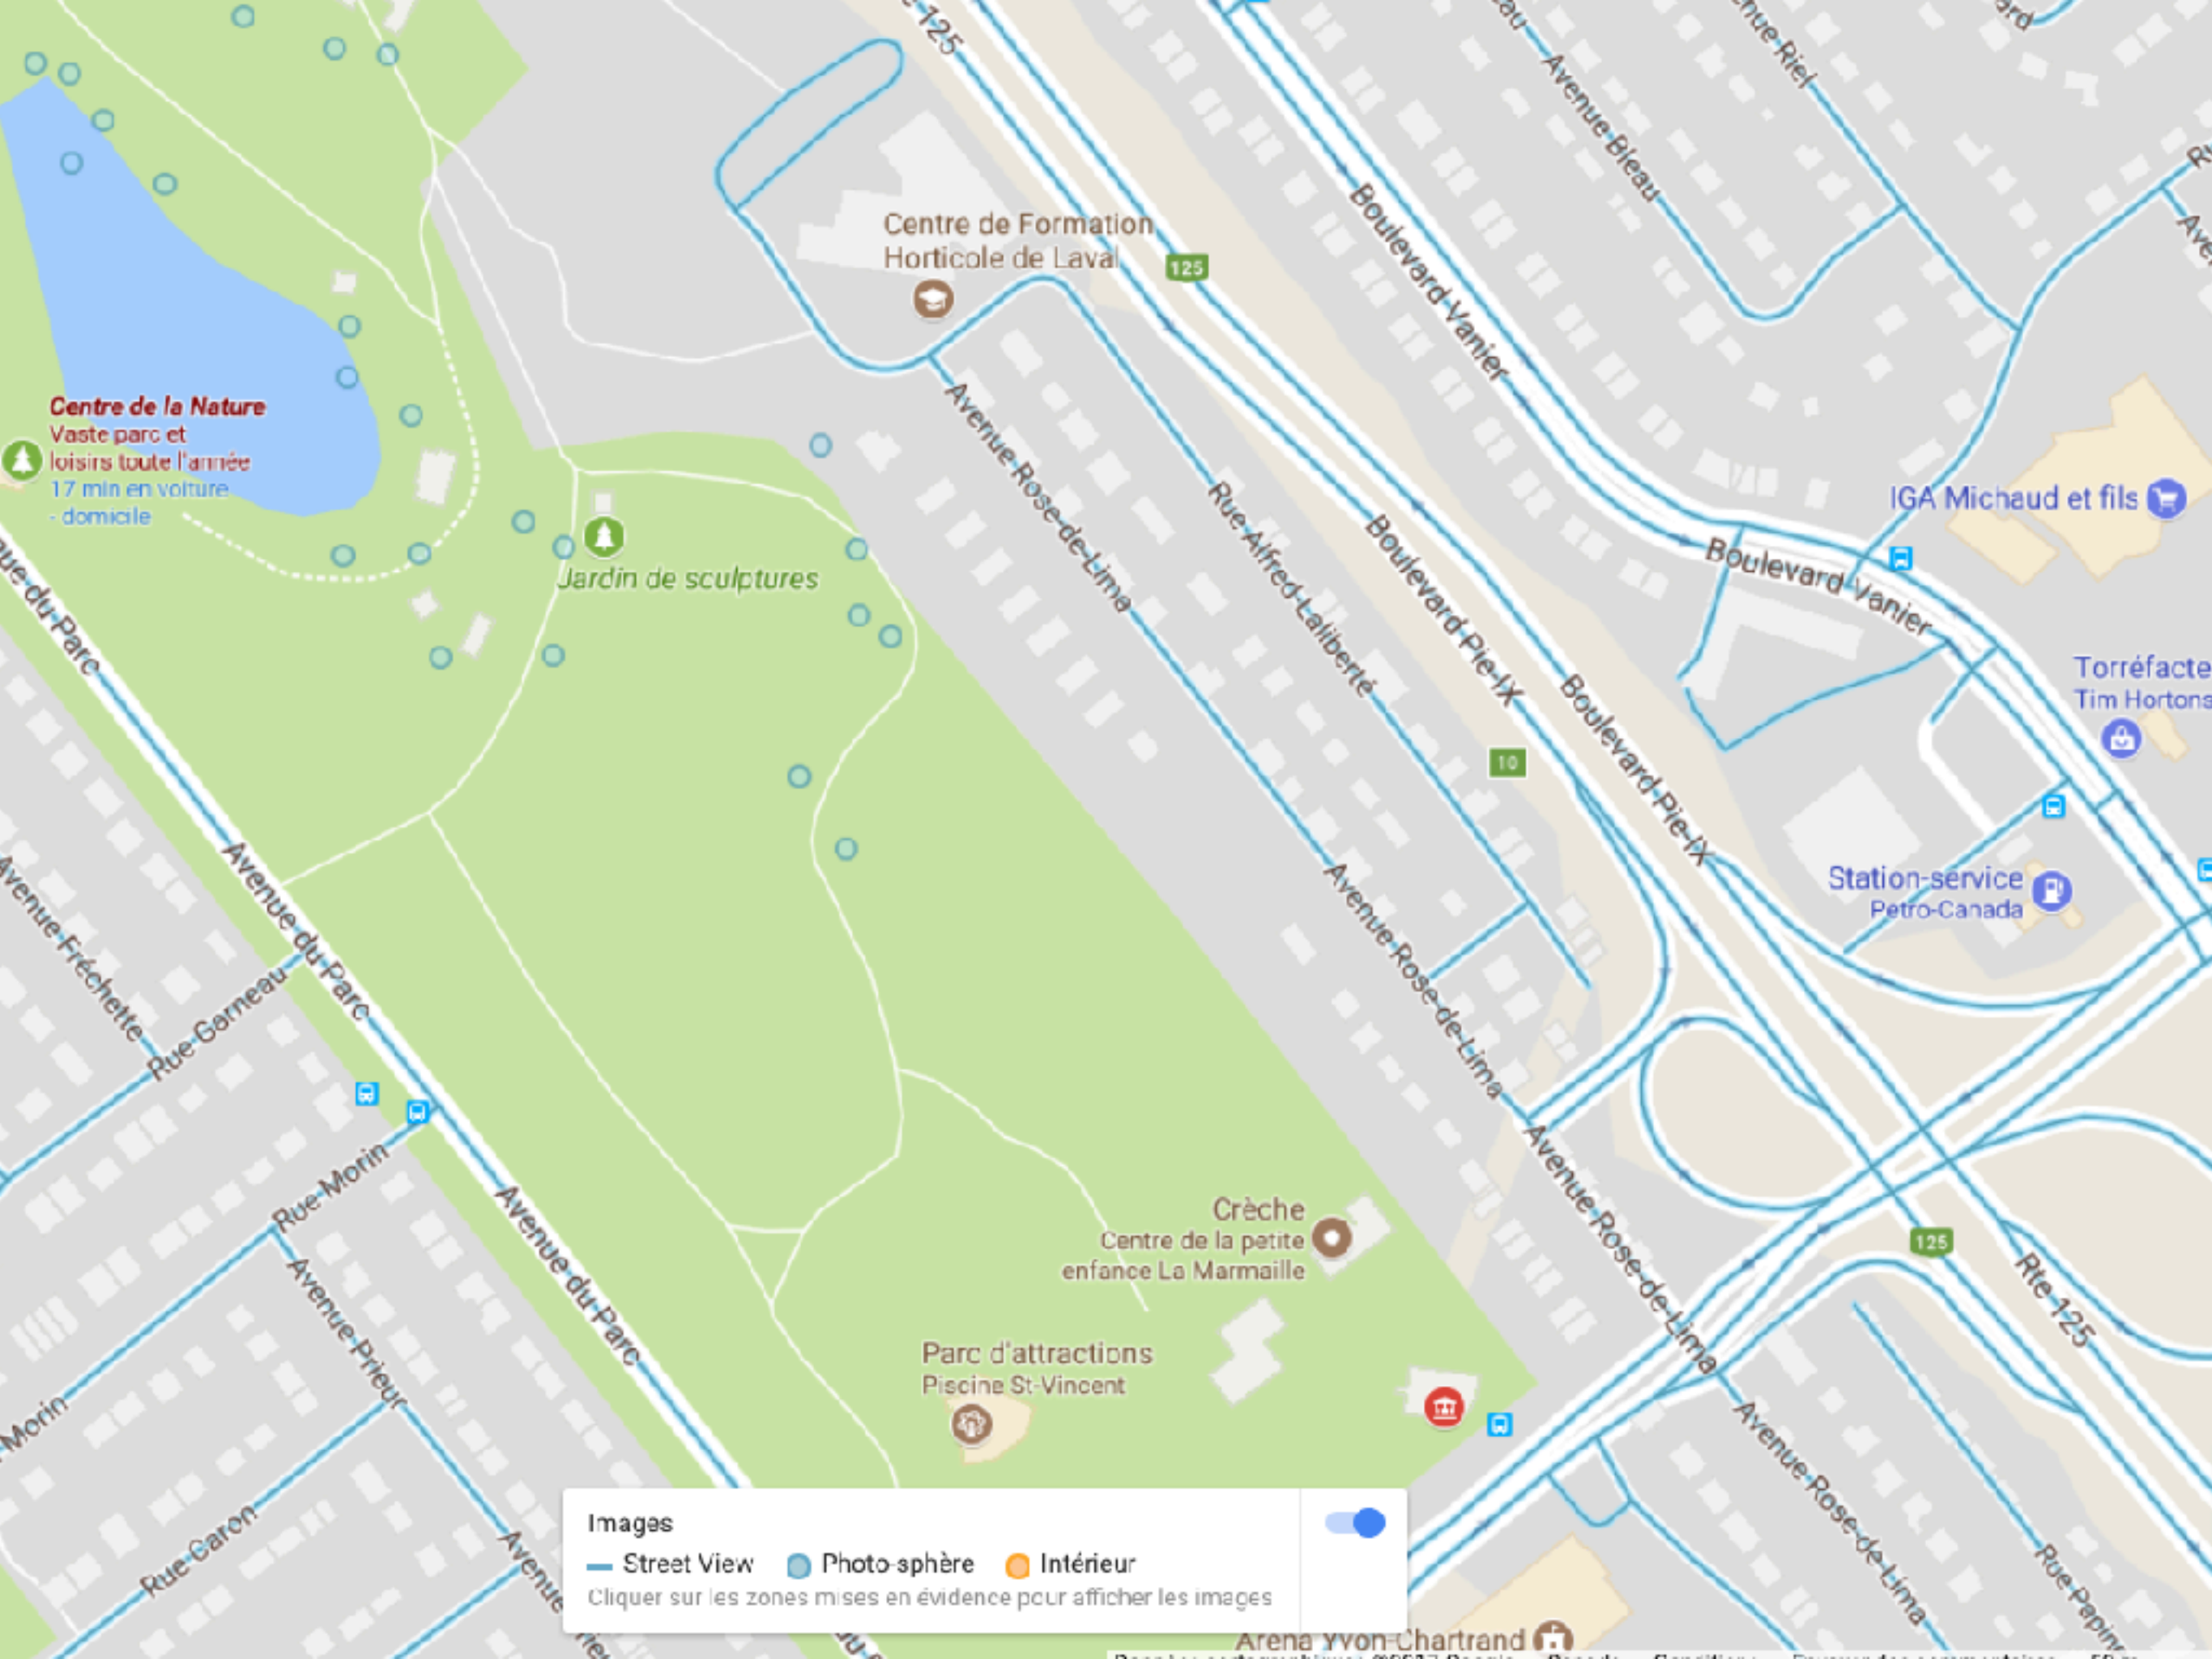 125
Avenue Bleau
Avenue Riel
Boulevard Vanier
Centre de Formation
Horticole de Laval
125
Centre de la Nature
Vaste parc et
loisirs toute l'année
17 min en voiture
- domicile
Avenue Rose-de-Lima
Rue Alfred-Laliberté
IGA Michaud et fils
Boulevard Vanier
Jardin de sculptures
Boulevard Pie-IX
Boulevard Pie-IX
du Parc
Torréfacte
Tim Hortons
10
Avenue du Parc
Avenue Fréchette
Rue Garneau
Avenue Rose-de-Lima
Station-service
Petro-Canada
Rue Morin
Avenue du Parc
Avenue Rose-de-Lima
Crèche
Centre de la petite
enfance La Marmaille
125
Rte 125
Avenue Prieur
Parc d'attractions
Piscine St-Vincent
Morin
Avenue Rose-de-Lima
Rue Caron
Avenue
Images
Street View
Photo-sphère
Intérieur
Cliquer sur les zones mises en évidence pour afficher les images
Arena Yvon-Chartrand
Rue Papin